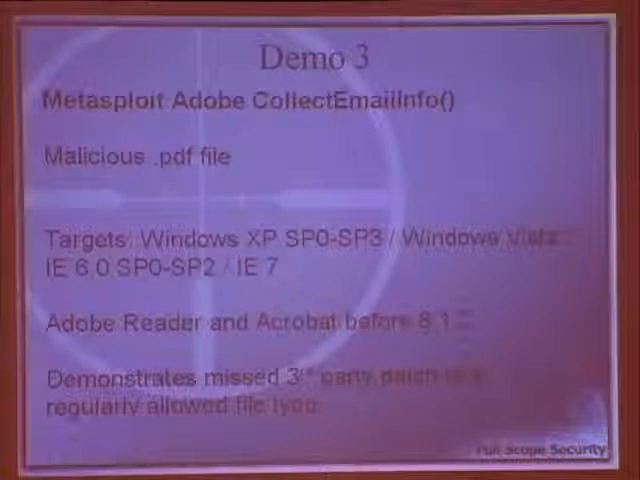 Demo 3
Metasploit Adobe CollectEmailInfo()
Malicious .pdf file
Targets: Windows XP SP0-SP3 / Windows Vista
IE 6.0 SP0-SP2 / IE 7
Adobe Reader and Acrobat before 8.1
Demonstrates missed 3rd party patch
regularly allowed file type
Full Scope Security